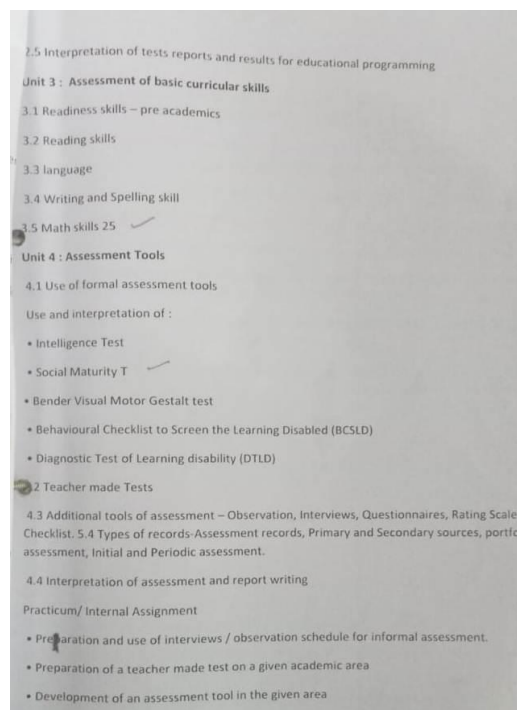 2.5 Interpretation of tests reports and results for educational programming
Unit 3 : Assessment of basic curricular skills
3.1 Readiness skills – pre academics
3.2 Reading skills
3.3 language
3.4 Writing and Spelling skill
3.5 Math skills 25
Unit 4 : Assessment Tools
4.1 Use of formal assessment tools
Use and interpretation of :
• Intelligence Test
• Social Maturity T
• Bender Visual Motor Gestalt test
• Behavioural Checklist to Screen the Learning Disabled (BCSLD)
• Diagnostic Test of Learning disability (DTLD)
2 Teacher made Tests
4.3 Additional tools of assessment – Observation, Interviews, Questionnaires, Rating Scale
Checklist. 5.4 Types of records-Assessment records, Primary and Secondary sources, portfo
assessment, Initial and Periodic assessment.
4.4 Interpretation of assessment and report writing
Practicum/ Internal Assignment
• Preparation and use of interviews / observation schedule for informal assessment.
• Preparation of a teacher made test on a given academic area
• Development of an assessment tool in the given area